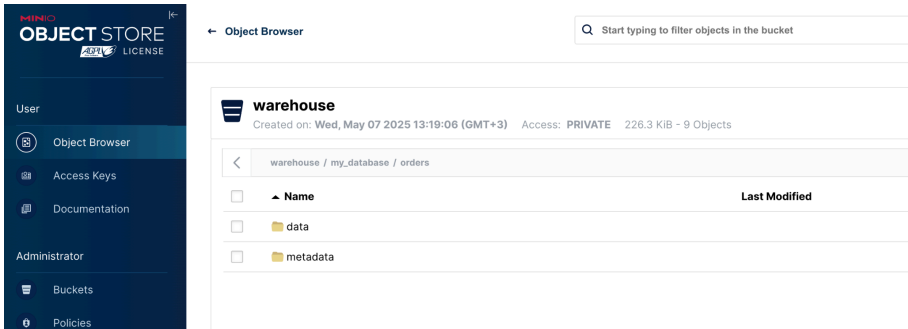 MINIO
OBJECT STORE
AGPLv3 LICENSE
User
Object Browser
Access Keys
Documentation
Administrator
Buckets
Policies
← Object Browser
Start typing to filter objects in the bucket
warehouse
Created on: Wed, May 07 2025 13:19:06 (GMT+3) Access: PRIVATE 226.3 KiB - 9 Objects
warehouse / my_database / orders
Name Last Modified
data
metadata